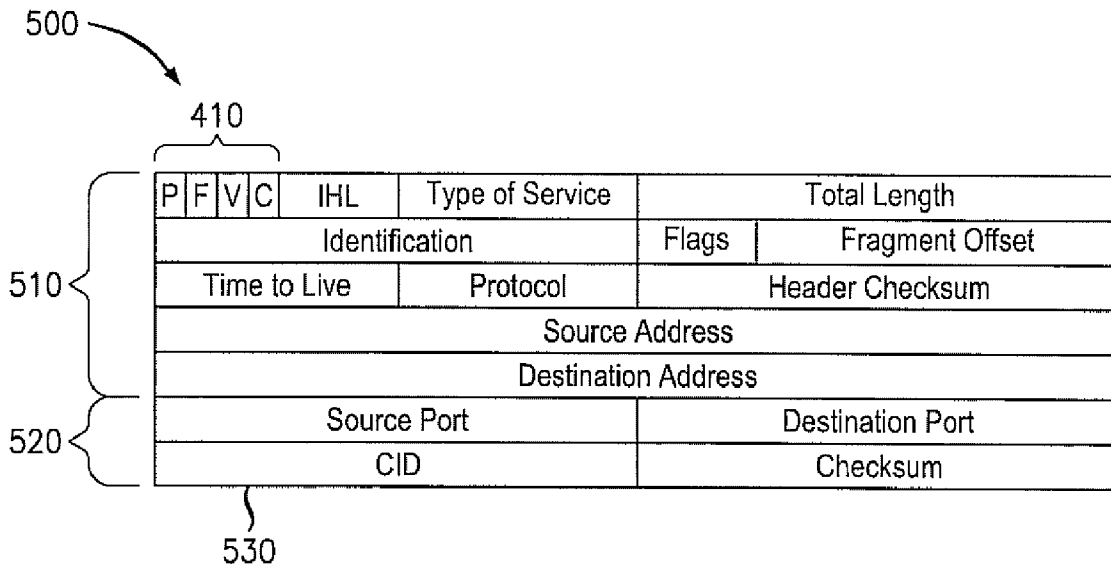 500
410
P F V C IHL Type of Service Total Length
Identification Flags Fragment Offset
510 Time to Live Protocol Header Checksum
Source Address
Destination Address
520 Source Port Destination Port
CID Checksum
530